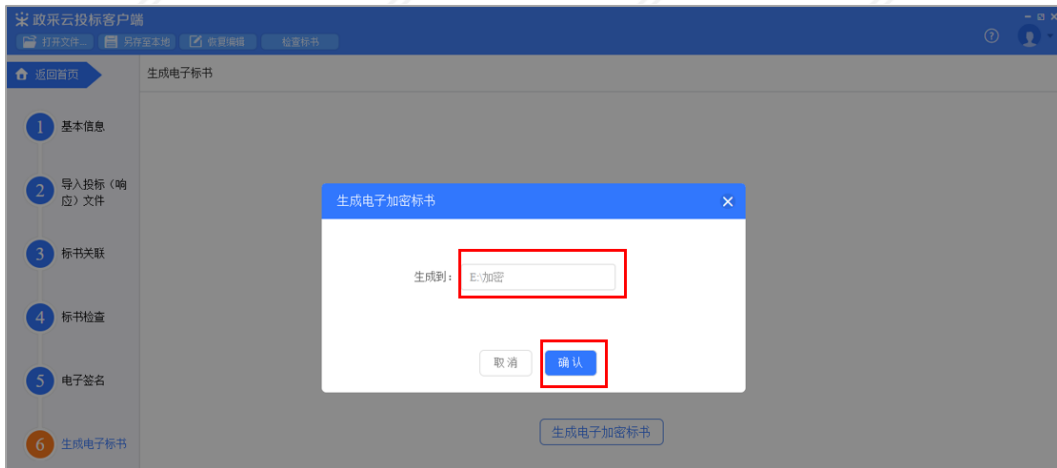 政采云投标客户端
打开文件... 另存至本地 恢复编辑 检查标书
返回首页
生成电子标书
1 基本信息
2 导入投标（响
应）文件
3 标书关联
4 标书检查
5 电子签名
6 生成电子标书
生成电子加密标书
生成到： E:\加密
取消 确认
生成电子加密标书